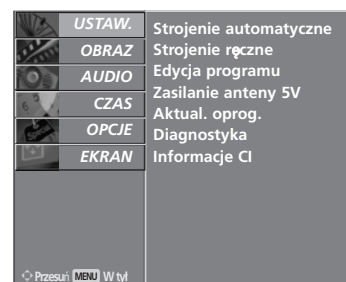 USTAW.
OBRAZ
AUDIO
CZAS
OPCJE
EKRAN
Strojenie automatyczne
Strojenie ręczne
Edycja programu
Zasilanie anteny 5V
Aktual. oprog.
Diagnostyka
Informacje CI
Przesuń MENU W tył